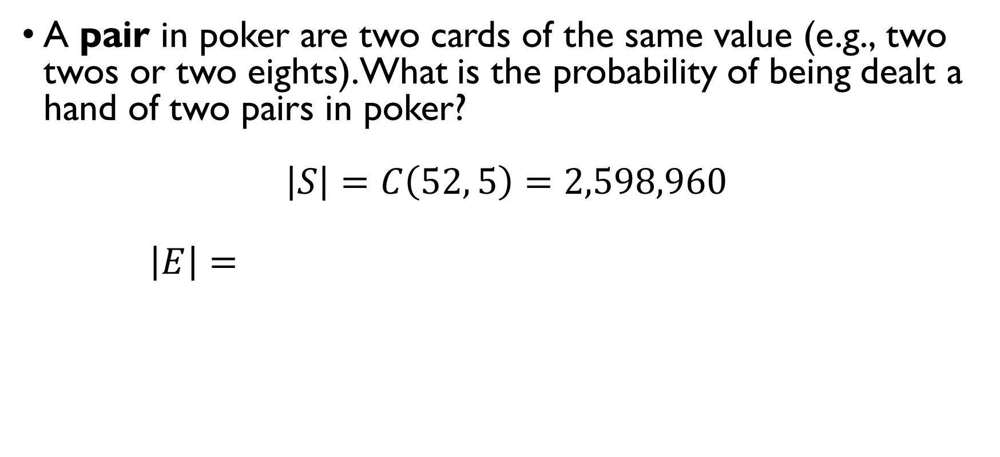 • A pair in poker are two cards of the same value (e.g., two
twos or two eights). What is the probability of being dealt a
hand of two pairs in poker?
|S| = C(52, 5) = 2,598,960
|E| =